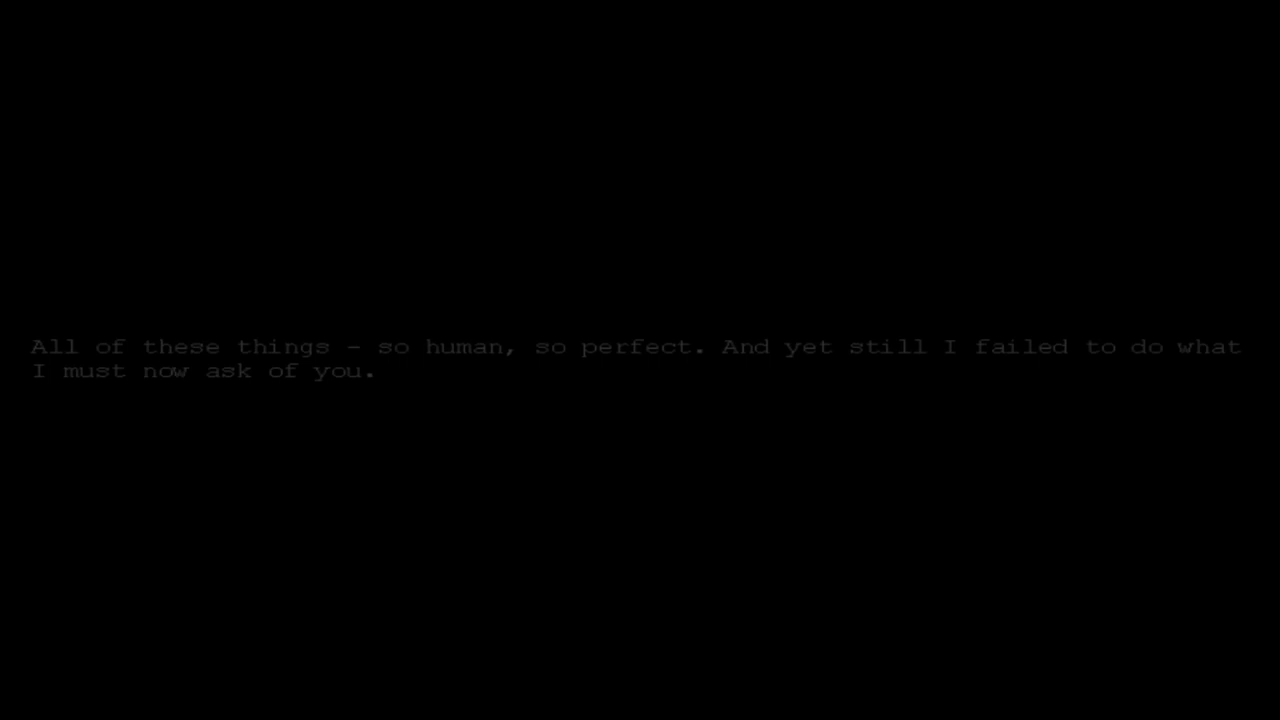 All of these things - so human, so perfect. And yet still I failed to do what
I must now ask of you.